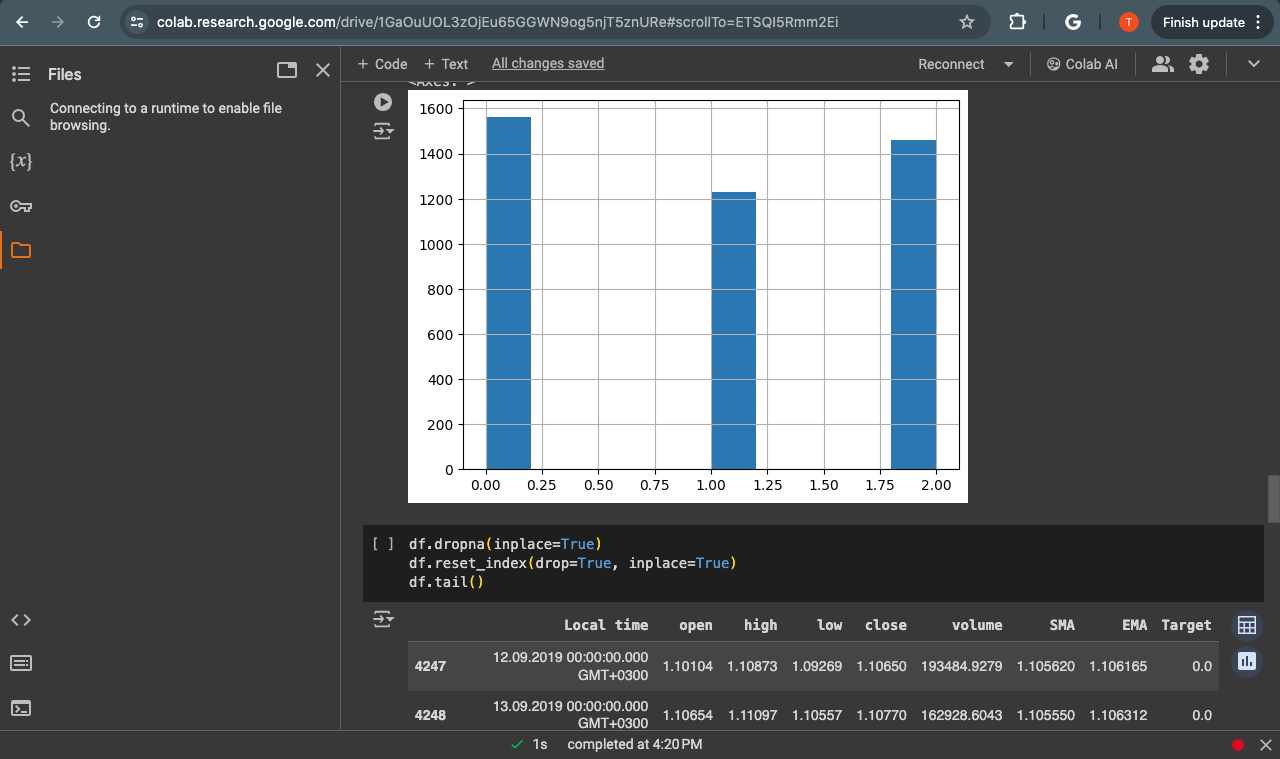 colab.research.google.com/drive/1GaOuUOL3zOjEu65GGWN9og5njT5znURe#scrollTo=ETSQI5Rmm2Ei
G
T
Finish update
Files
Connecting to a runtime to enable file
browsing.
{x}
+ Code + Text All changes saved
Reconnect
Colab AI
<Axes: >
1600
1400
1200
1000
800
600
400
200
0
0.00 0.25 0.50 0.75 1.00 1.25 1.50 1.75 2.00
[ ] df.dropna(inplace=True)
df.reset_index(drop=True, inplace=True)
df.tail()
Local time open high low close volume SMA EMA Target
4247 12.09.2019 00:00:00.000 GMT+0300 1.10104 1.10873 1.09269 1.10650 193484.9279 1.105620 1.106165 0.0
4248 13.09.2019 00:00:00.000 GMT+0300 1.10654 1.11097 1.10557 1.10770 162928.6043 1.105550 1.106312 0.0
1s completed at 4:20 PM